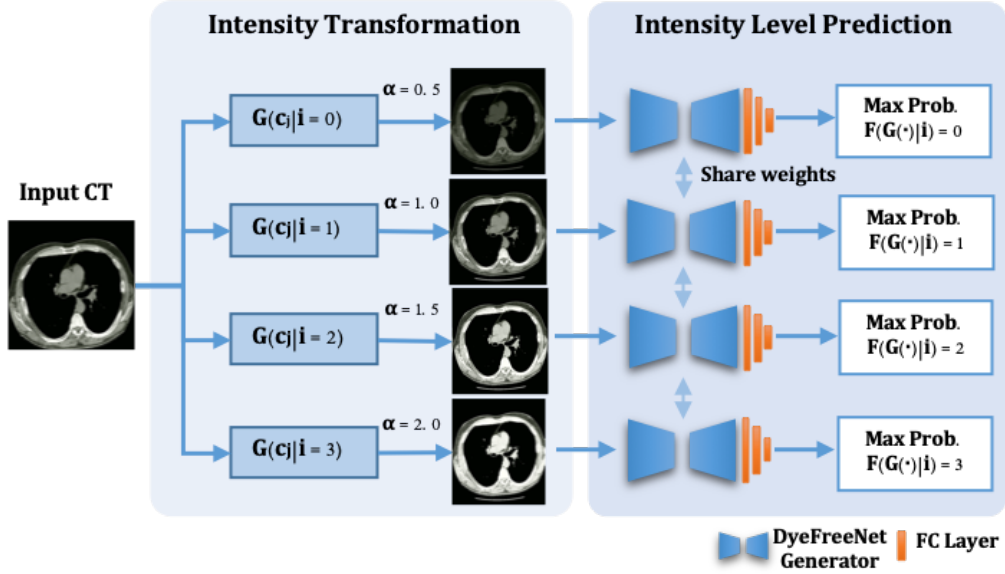 Intensity Transformation
Intensity Level Prediction
Input CT
G(cⱼ|i = 0)
α = 0. 5
Max Prob.
F(G(·)|i) = 0
Share weights
G(cⱼ|i = 1)
α = 1. 0
Max Prob.
F(G(·)|i) = 1
G(cⱼ|i = 2)
α = 1. 5
Max Prob.
F(G(·)|i) = 2
G(cⱼ|i = 3)
α = 2. 0
Max Prob.
F(G(·)|i) = 3
DyeFreeNet
Generator
FC Layer